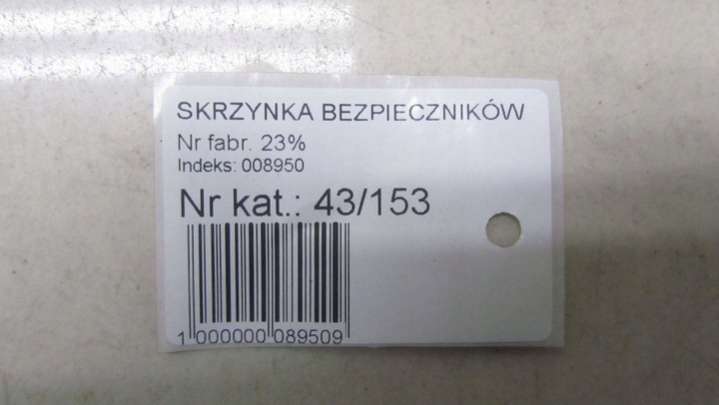 SKRZYNKA BEZPIECZNIKÓW
Nr fabr. 23%
Indeks: 008950
Nr kat.: 43/153
1 000000 089509